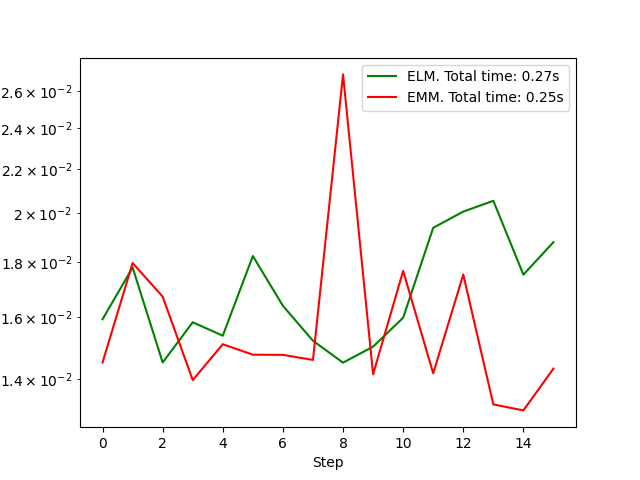 ELM. Total time: 0.27s
EMM. Total time: 0.25s
2.6 × 10⁻²
2.4 × 10⁻²
2.2 × 10⁻²
2 × 10⁻²
1.8 × 10⁻²
1.6 × 10⁻²
1.4 × 10⁻²
0 2 4 6 8 10 12 14
Step